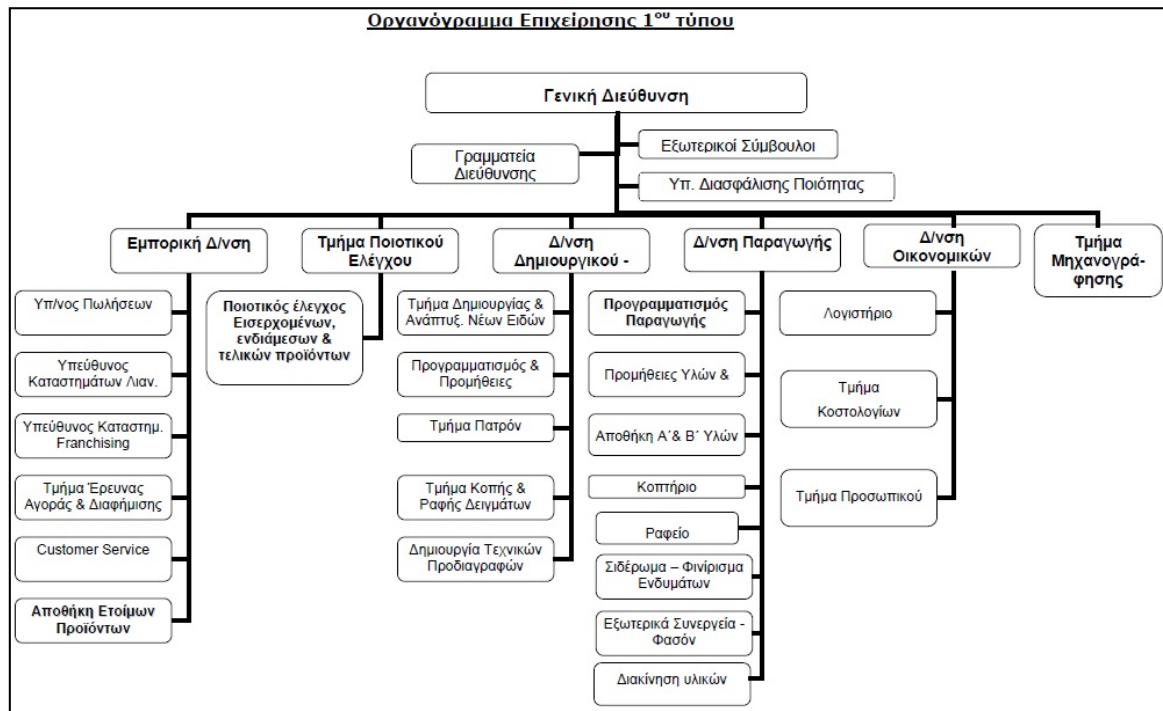 Οργανόγραμμα Επιχείρησης 1ου τύπου
Γενική Διεύθυνση
Γραμματεία
Διεύθυνσης
Εξωτερικοί Σύμβουλοι
Υπ. Διασφάλισης Ποιότητας
Εμπορική Δ/νση
Υπ/νος Πωλήσεων
Υπεύθυνος
Καταστημάτων Λιαν.
Υπεύθυνος Καταστημ.
Franchising
Τμήμα Έρευνας
Αγοράς & Διαφήμισης
Customer Service
Αποθήκη Ετοίμων
Προϊόντων
Τμήμα Ποιοτικού
Ελέγχου
Ποιοτικός έλεγχος
Εισερχομένων,
ενδιάμεσων &
τελικών προϊόντων
Δ/νση
Δημιουργικού -
Τμήμα Δημιουργίας &
Ανάπτυξ. Νέων Ειδών
Προγραμματισμός &
Προμήθειες
Τμήμα Πατρόν
Τμήμα Κοπής &
Ραφής Δειγμάτων
Δημιουργία Τεχνικών
Προδιαγραφών
Δ/νση Παραγωγής
Προγραμματισμός
Παραγωγής
Προμήθειες Υλών &
Αποθήκη Α΄& Β΄ Υλών
Κοπτήριο
Ραφείο
Σιδέρωμα – Φινίρισμα
Ενδυμάτων
Εξωτερικά Συνεργεία -
Φασόν
Διακίνηση υλικών
Δ/νση
Οικονομικών
Λογιστήριο
Τμήμα
Κοστολογίων
Τμήμα Προσωπικού
Τμήμα
Μηχανογρά-
φησης